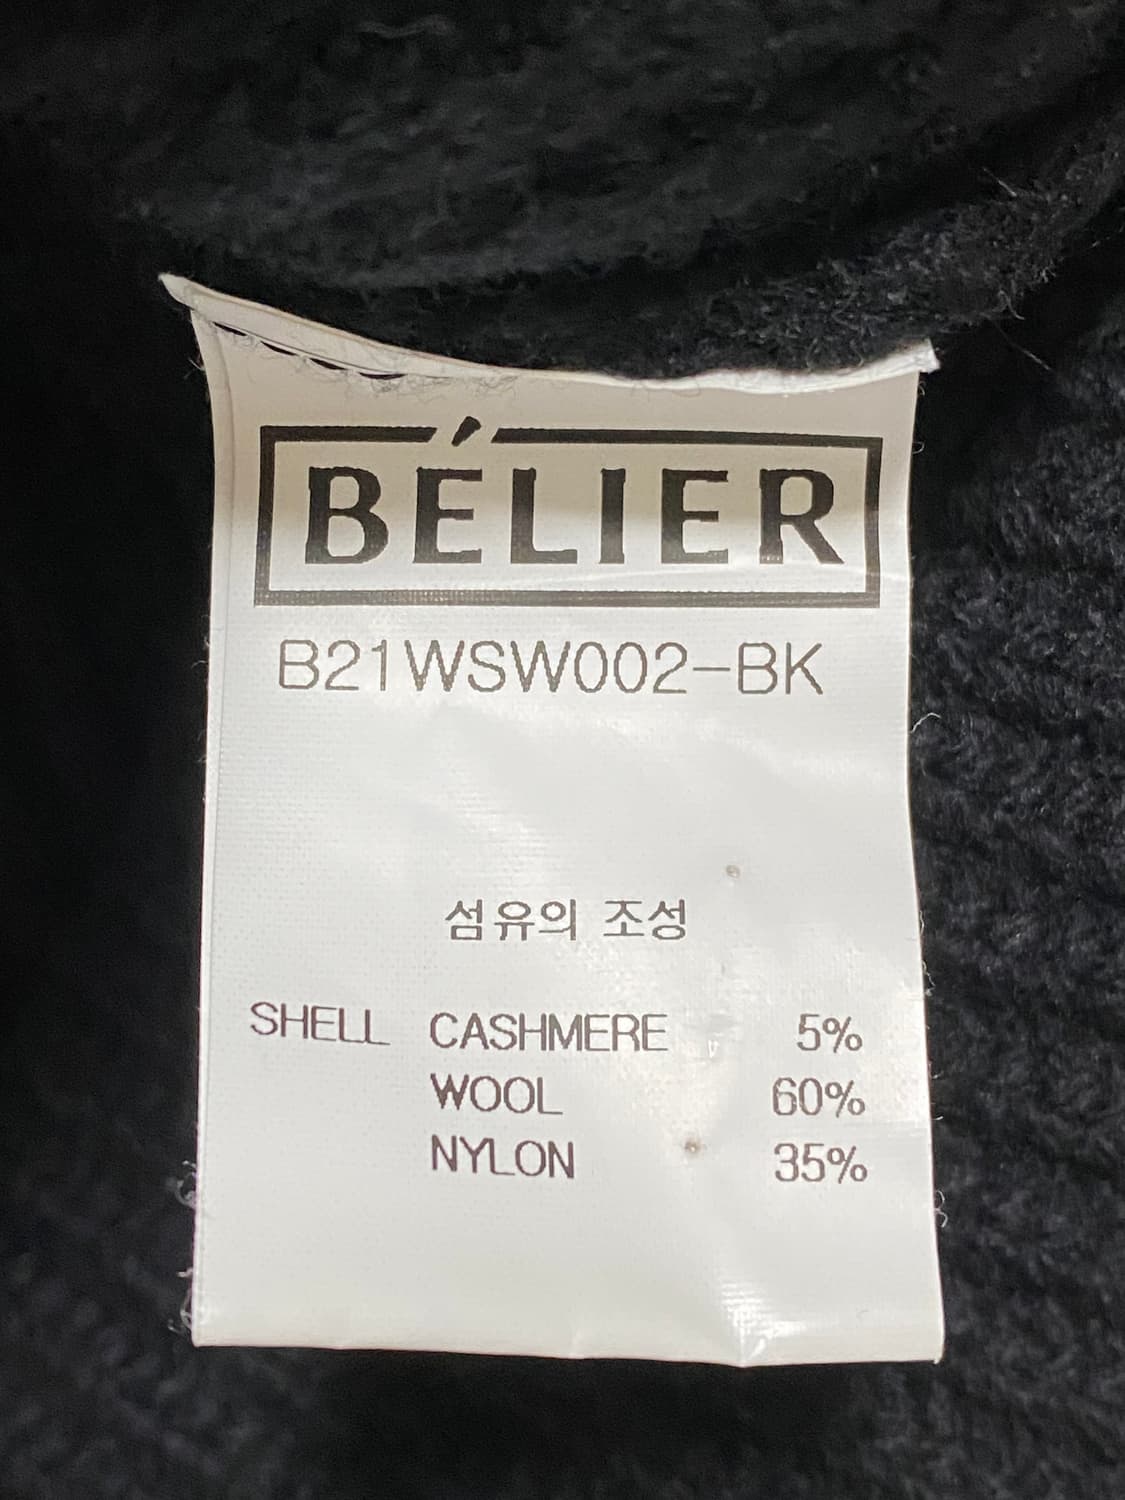 BÉLIER
B21WSW002-BK
섬유의 조성
SHELL CASHMERE 5%
WOOL 60%
NYLON 35%